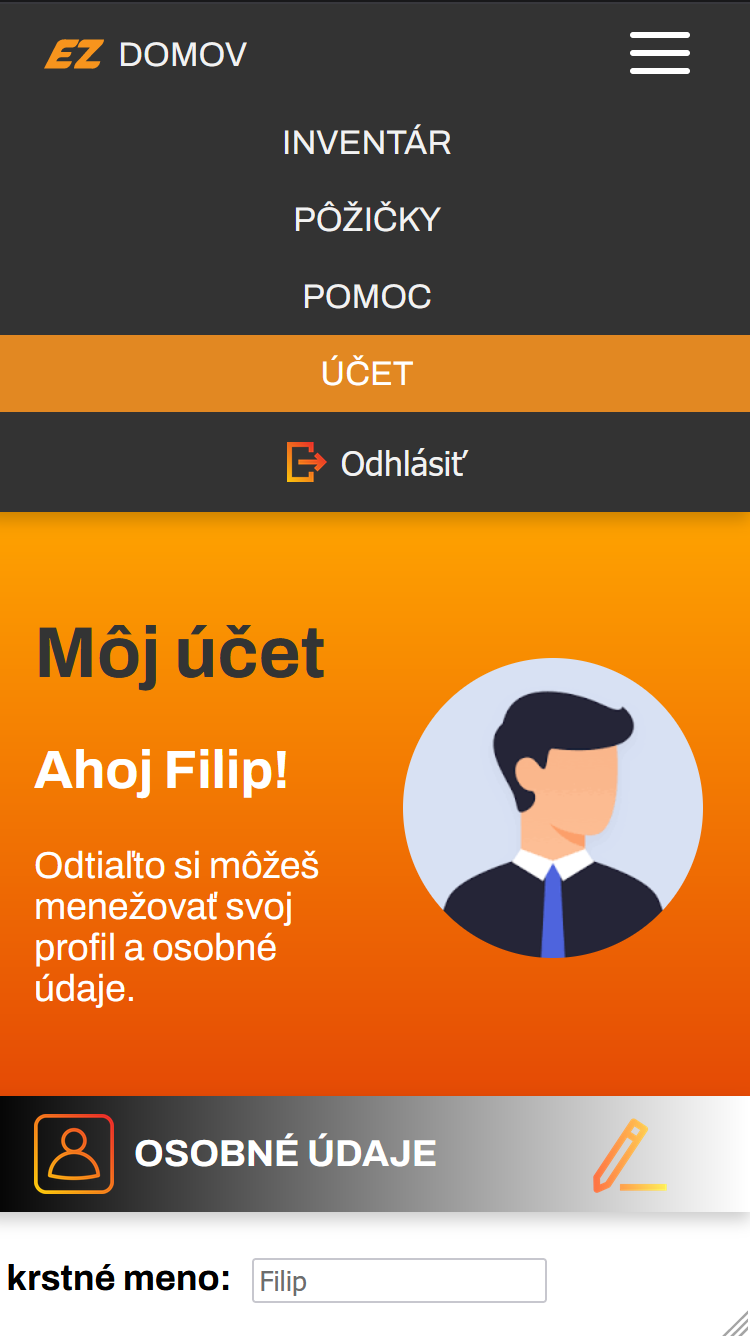 EZ DOMOV
INVENTÁR
PÔŽIČKY
POMOC
ÚČET
Odhlásiť
Môj účet
Ahoj Filip!
Odtiaľto si môžeš
menežovať svoj
profil a osobné
údaje.
OSOBNÉ ÚDAJE
krstné meno: Filip